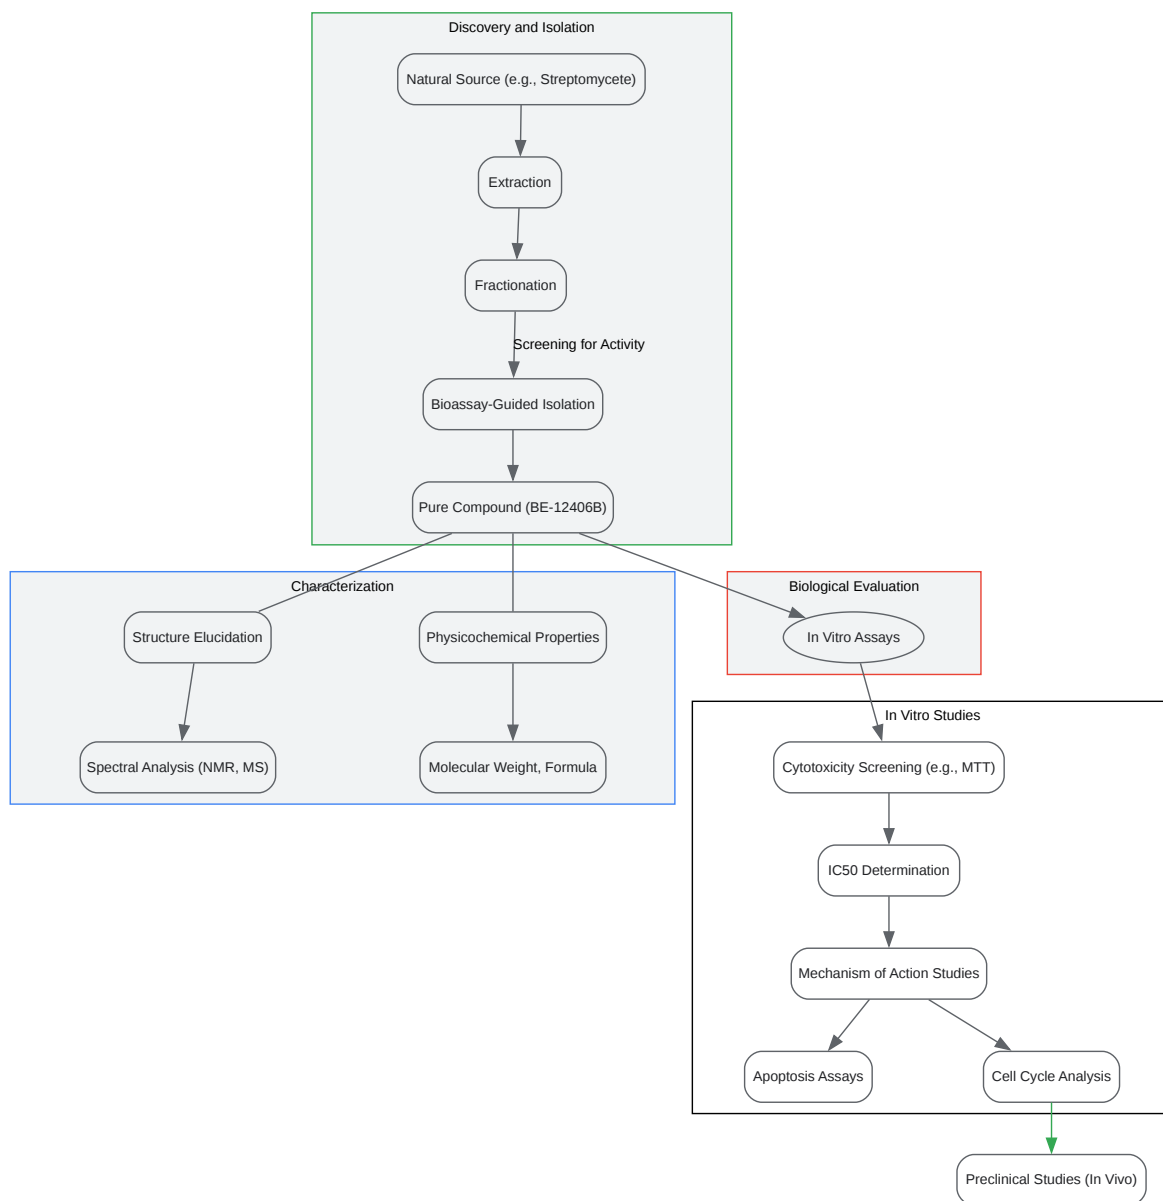 Discovery and Isolation
Natural Source (e.g., Streptomycete)
Extraction
Fractionation
Screening for Activity
Bioassay-Guided Isolation
Pure Compound (BE-12406B)
Characterization
Structure Elucidation
Physicochemical Properties
Spectral Analysis (NMR, MS)
Molecular Weight, Formula
Biological Evaluation
In Vitro Assays
In Vitro Studies
Cytotoxicity Screening (e.g., MTT)
IC50 Determination
Mechanism of Action Studies
Apoptosis Assays
Cell Cycle Analysis
Preclinical Studies (In Vivo)